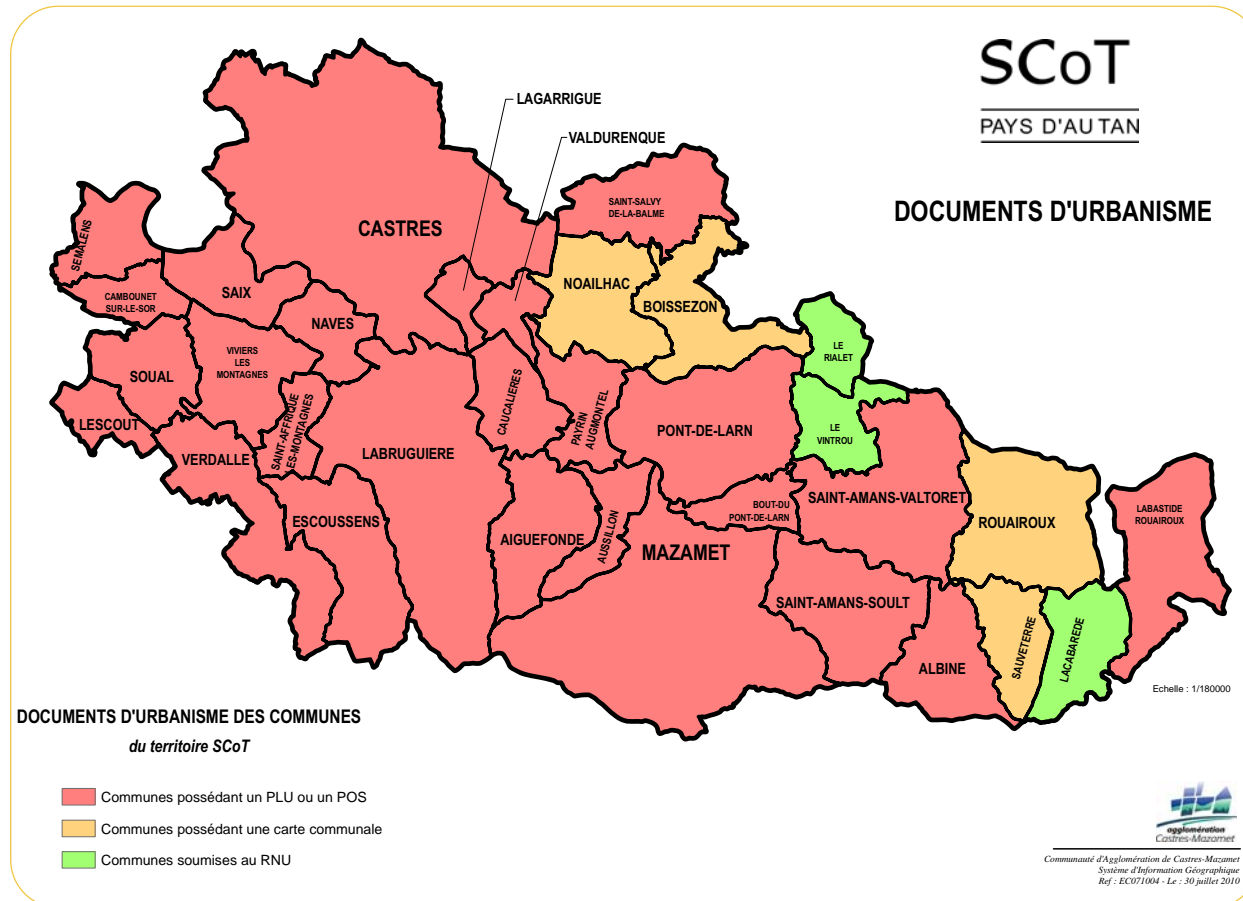 SCoT
PAYS D'AUTAN
DOCUMENTS D'URBANISME
LAGARRIGUE
VALDURENQUE
SAINT-SALVY
DE-LA-BALME
CASTRES
SEMALENS
NOAILHAC
BOISSEZON
CAMBOUNET
SUR-LE-SOR
SAIX
NAVES
LE
RIALET
VIVIERS
LES
MONTAGNES
SOUAL
CAUCALIERES
PAYRIN
AUGMONTEL
LESCOUT
SAINT-AFFRIQUE
LES-MONTAGNES
VERDALLE
LABRUGUIERE
PONT-DE-LARN
LE
VINTROU
SAINT-AMANS-VALTORET
BOUT-DU
PONT-DE-LARN
ROUAIROUX
LABASTIDE
ROUAIROUX
ESCOUSSENS
AIGUEFONDE
AUSSILLON
MAZAMET
SAINT-AMANS-SOULT
ALBINE
SAUVETERRE
LACABAREDE
Echelle : 1/180000
DOCUMENTS D'URBANISME DES COMMUNES
du territoire SCoT
Communes possédant un PLU ou un POS
Communes possédant une carte communale
Communes soumises au RNU
agglomération
Castres-Mazamet
Communauté d'Agglomération de Castres-Mazamet
Système d'Information Géographique
Ref : EC071004 - Le : 30 juillet 2010